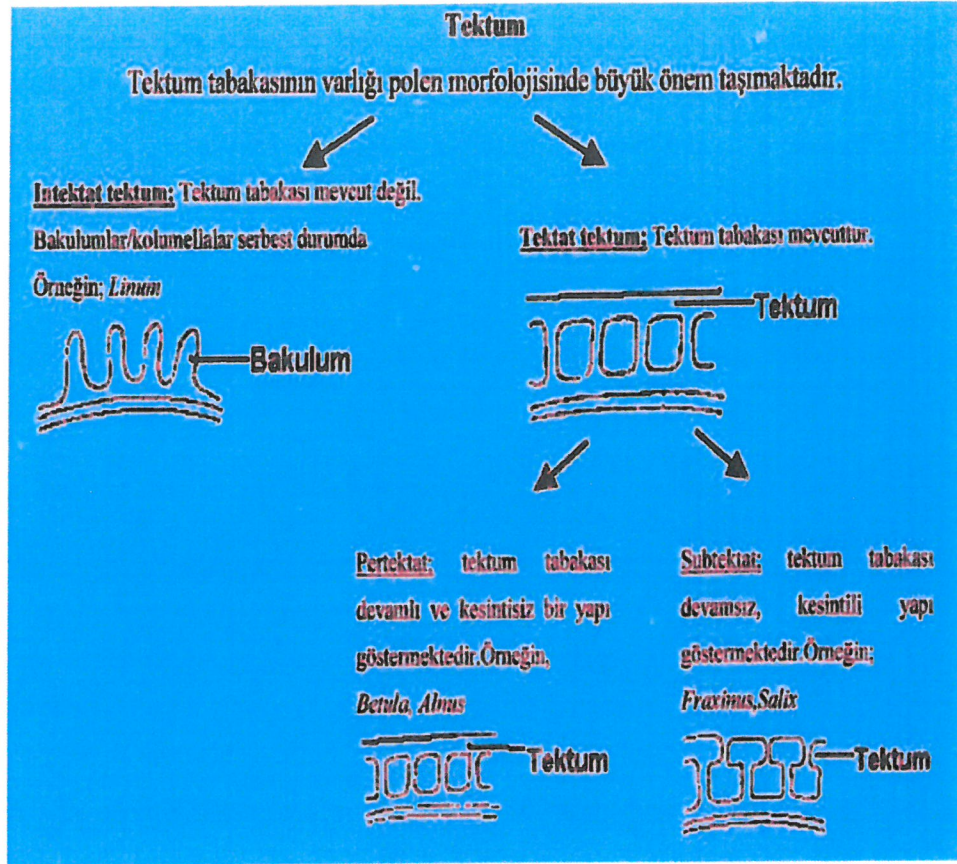 Tektum
Tektum tabakasının varlığı polen morfolojisinde büyük önem taşımaktadır.
Intektat tektum; Tektum tabakası mevcut değil.
Bakulumlar/kolumellalar serbest durumda
Örneğin; Linum
Bakulum
Tektat tektum; Tektum tabakası mevcuttur.
Tektum
Pertektat; tektum tabakası
devamlı ve kesintisiz bir yapı
göstermektedir.Örneğin,
Betula, Alnus
Tektum
Subtektat; tektum tabakası
devamsız, kesintili yapı
göstermektedir.Örneğin;
Fraxinus,Salix
Tektum